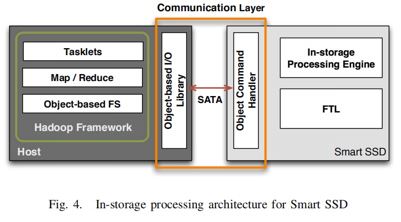 Communication Layer
Tasklets
Map / Reduce
Object-based FS
Hadoop Framework
Host
Object-based I/O
Library
SATA
Object Command
Handler
In-storage
Processing Engine
FTL
Smart SSD
Fig. 4. In-storage processing architecture for Smart SSD